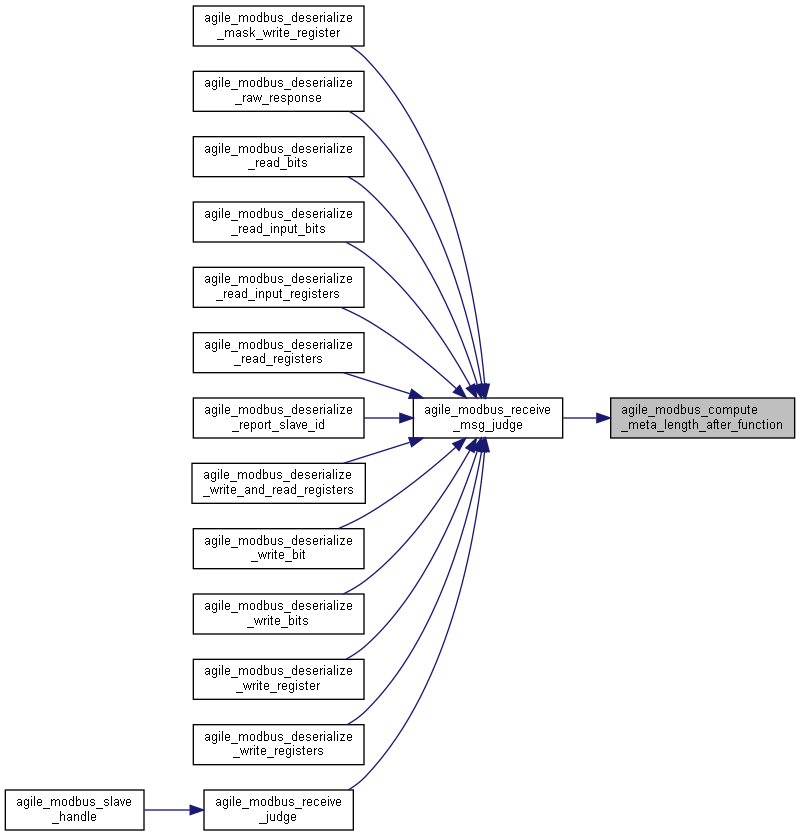 agile_modbus_deserialize
_mask_write_register
agile_modbus_deserialize
_raw_response
agile_modbus_deserialize
_read_bits
agile_modbus_deserialize
_read_input_bits
agile_modbus_deserialize
_read_input_registers
agile_modbus_deserialize
_read_registers
agile_modbus_deserialize
_report_slave_id
agile_modbus_deserialize
_write_and_read_registers
agile_modbus_deserialize
_write_bit
agile_modbus_deserialize
_write_bits
agile_modbus_deserialize
_write_register
agile_modbus_deserialize
_write_registers
agile_modbus_slave
_handle
agile_modbus_receive
_judge
agile_modbus_receive
_msg_judge
agile_modbus_compute
_meta_length_after_function